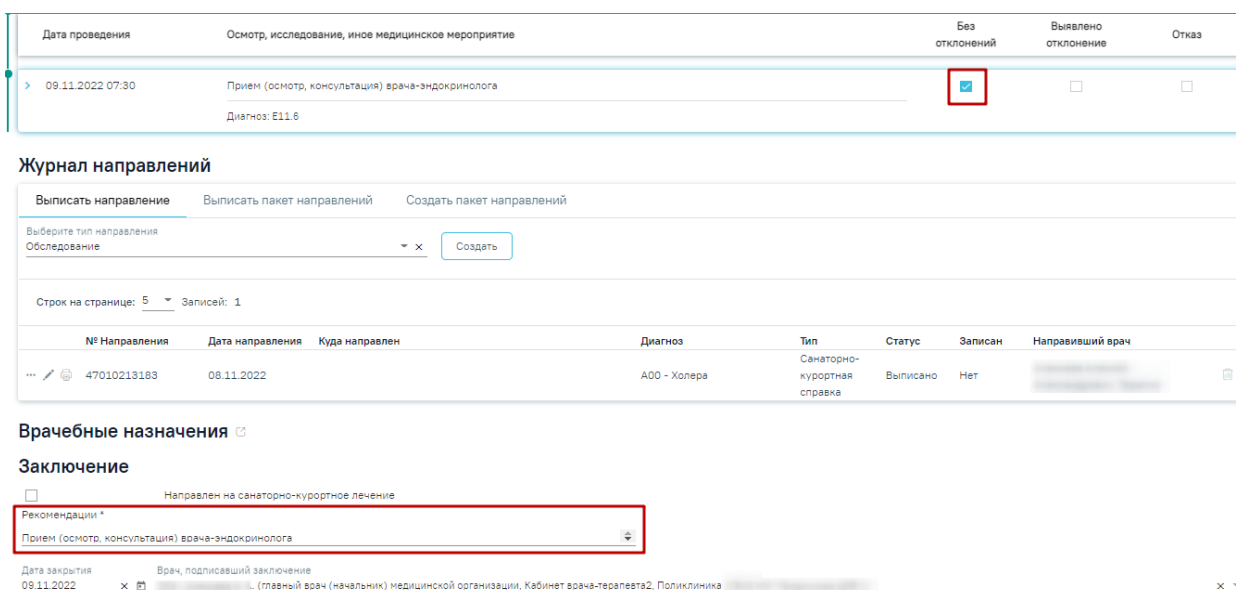 Дата проведения Осмотр, исследование, иное медицинское мероприятие Без отклонений Выявлено отклонение Отказ
09.11.2022 07:30 Прием (осмотр, консультация) врача-эндокринолога
Диагноз: E11.6
Журнал направлений
Выписать направление Выписать пакет направлений Создать пакет направлений
Выберите тип направления
Обследование Создать
Строк на странице: 5 Записей: 1
№ Направления Дата направления Куда направлен Диагноз Тип Статус Записан Направивший врач
47010213183 08.11.2022 A00 - Холера Санаторно-курортная справка Выписано Нет
Врачебные назначения
Заключение
Направлен на санаторно-курортное лечение
Рекомендации *
Прием (осмотр, консультация) врача-эндокринолога
Дата закрытия Врач, подписавший заключение
09.11.2022 (главный врач (начальник) медицинской организации, Кабинет врача-терапевта2, Поликлиника